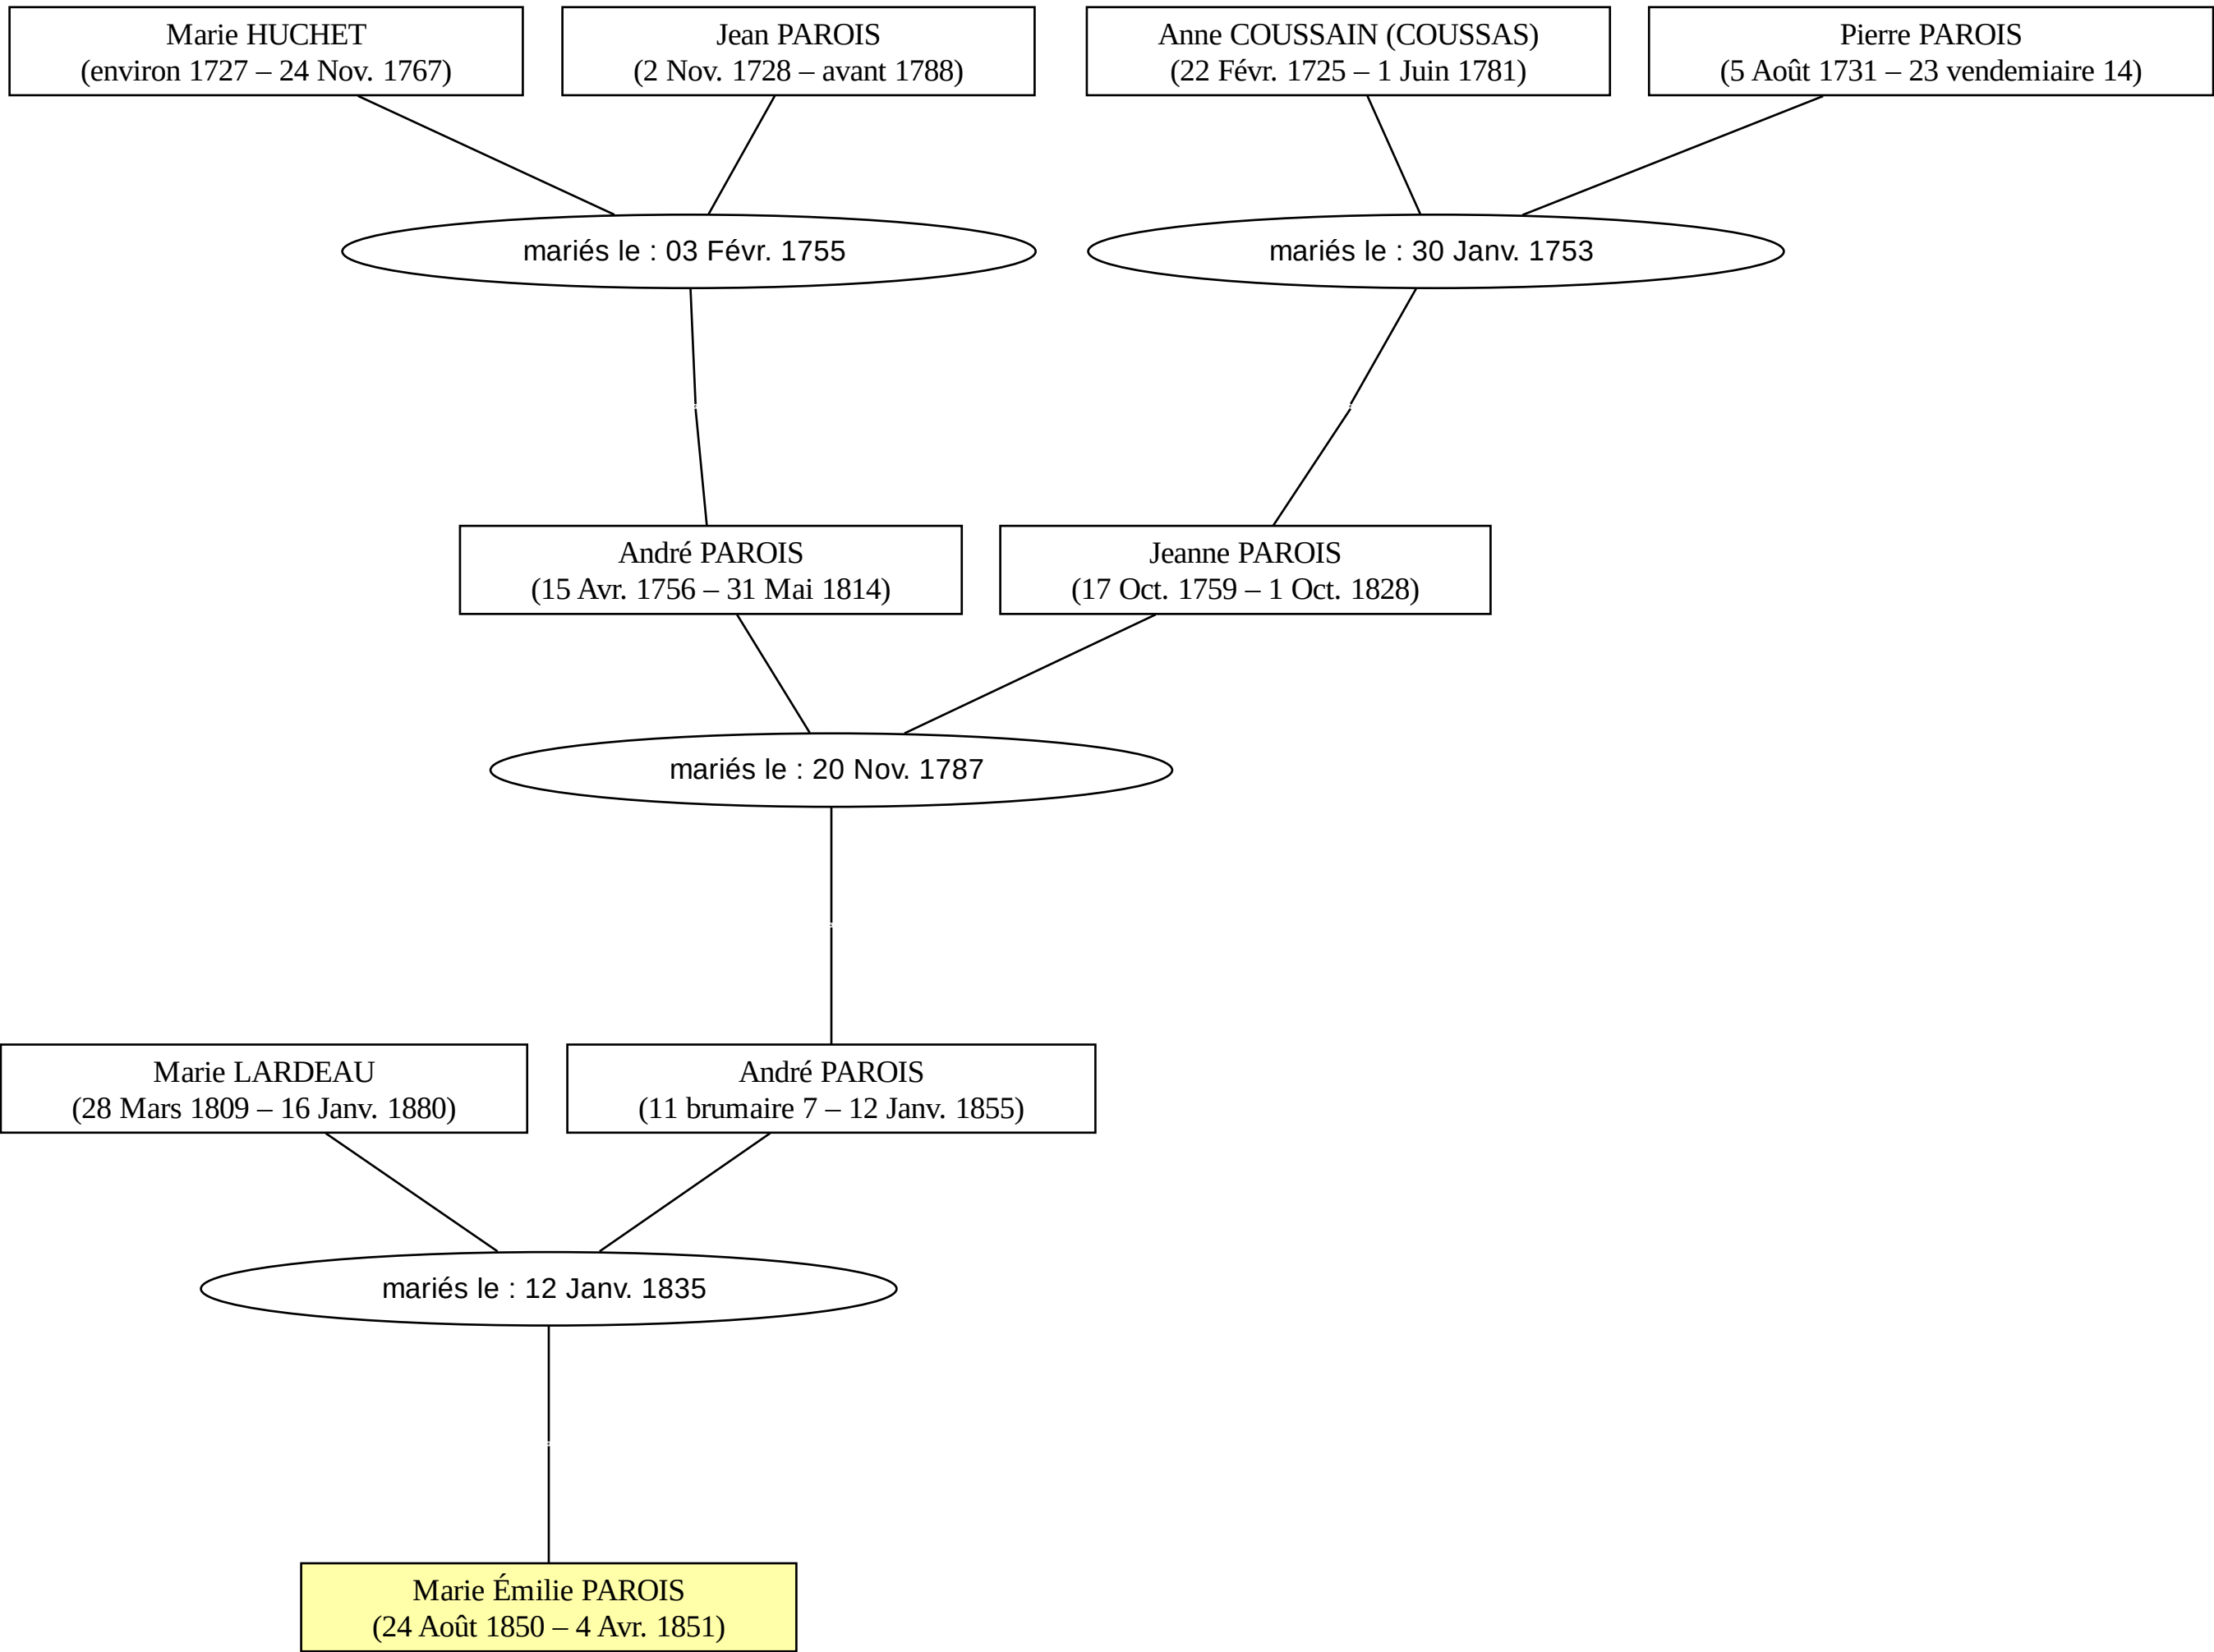 Marie HUCHET
(environ 1727 – 24 Nov. 1767)
Jean PAROIS
(2 Nov. 1728 – avant 1788)
Anne COUSSAIN (COUSSAS)
(22 Févr. 1725 – 1 Juin 1781)
Pierre PAROIS
(5 Août 1731 – 23 vendemiaire 14)
mariés le : 03 Févr. 1755
mariés le : 30 Janv. 1753
André PAROIS
(15 Avr. 1756 – 31 Mai 1814)
Jeanne PAROIS
(17 Oct. 1759 – 1 Oct. 1828)
mariés le : 20 Nov. 1787
Marie LARDEAU
(28 Mars 1809 – 16 Janv. 1880)
André PAROIS
(11 brumaire 7 – 12 Janv. 1855)
mariés le : 12 Janv. 1835
Marie Émilie PAROIS
(24 Août 1850 – 4 Avr. 1851)